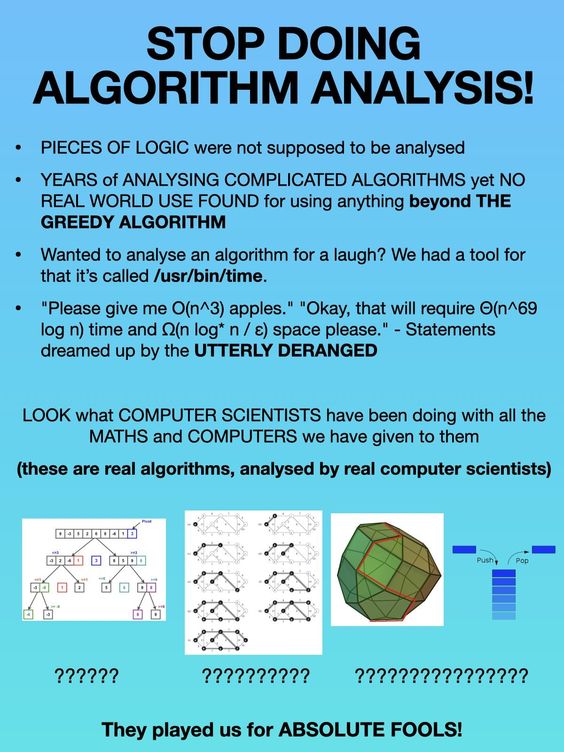 STOP DOING
ALGORITHM ANALYSIS!
• PIECES OF LOGIC were not supposed to be analysed
• YEARS of ANALYSING COMPLICATED ALGORITHMS yet NO
REAL WORLD USE FOUND for using anything beyond THE
GREEDY ALGORITHM
• Wanted to analyse an algorithm for a laugh? We had a tool for
that it’s called /usr/bin/time.
• "Please give me O(n^3) apples." "Okay, that will require Θ(n^69
log n) time and Ω(n log* n / ε) space please." - Statements
dreamed up by the UTTERLY DERANGED
LOOK what COMPUTER SCIENTISTS have been doing with all the
MATHS and COMPUTERS we have given to them
(these are real algorithms, analysed by real computer scientists)
Pivot
Push Pop
?????? ?????????? ????????????????
They played us for ABSOLUTE FOOLS!